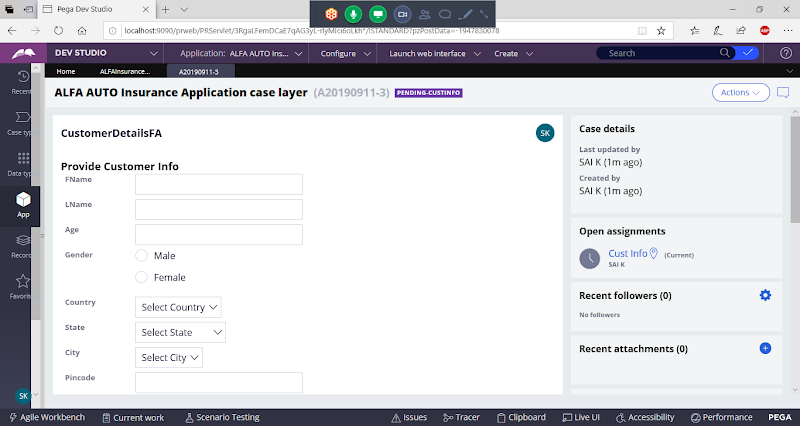 Pega Dev Studio
localhost:9090/prweb/PRServlet/3RgaLFemDCaE7qAG3yL-rlyMlci6oLkh*/!STANDARD?pzPostData=-1947830078
DEV STUDIO
Application: ALFA AUTO Ins...
Configure
Launch web interface
Create
Search
Home
ALFAInsurance...
A20190911-3
ALFA AUTO Insurance Application case layer (A20190911-3) PENDING-CUSTINFO
Actions
Recen
Case typ
Data typ
App
Record
Favorit
SK
CustomerDetailsFA
SK
Provide Customer Info
FName
LName
Age
Gender
Male
Female
Country
Select Country
State
Select State
City
Select City
Pincode
Case details
Last updated by
SAI K (1m ago)
Created by
SAI K (1m ago)
Open assignments
Cust Info (Current)
SAI K
Recent followers (0)
No followers
Recent attachments (0)
Agile Workbench
Current work
Scenario Testing
Issues
Tracer
Clipboard
Live UI
Accessibility
Performance
PEGA